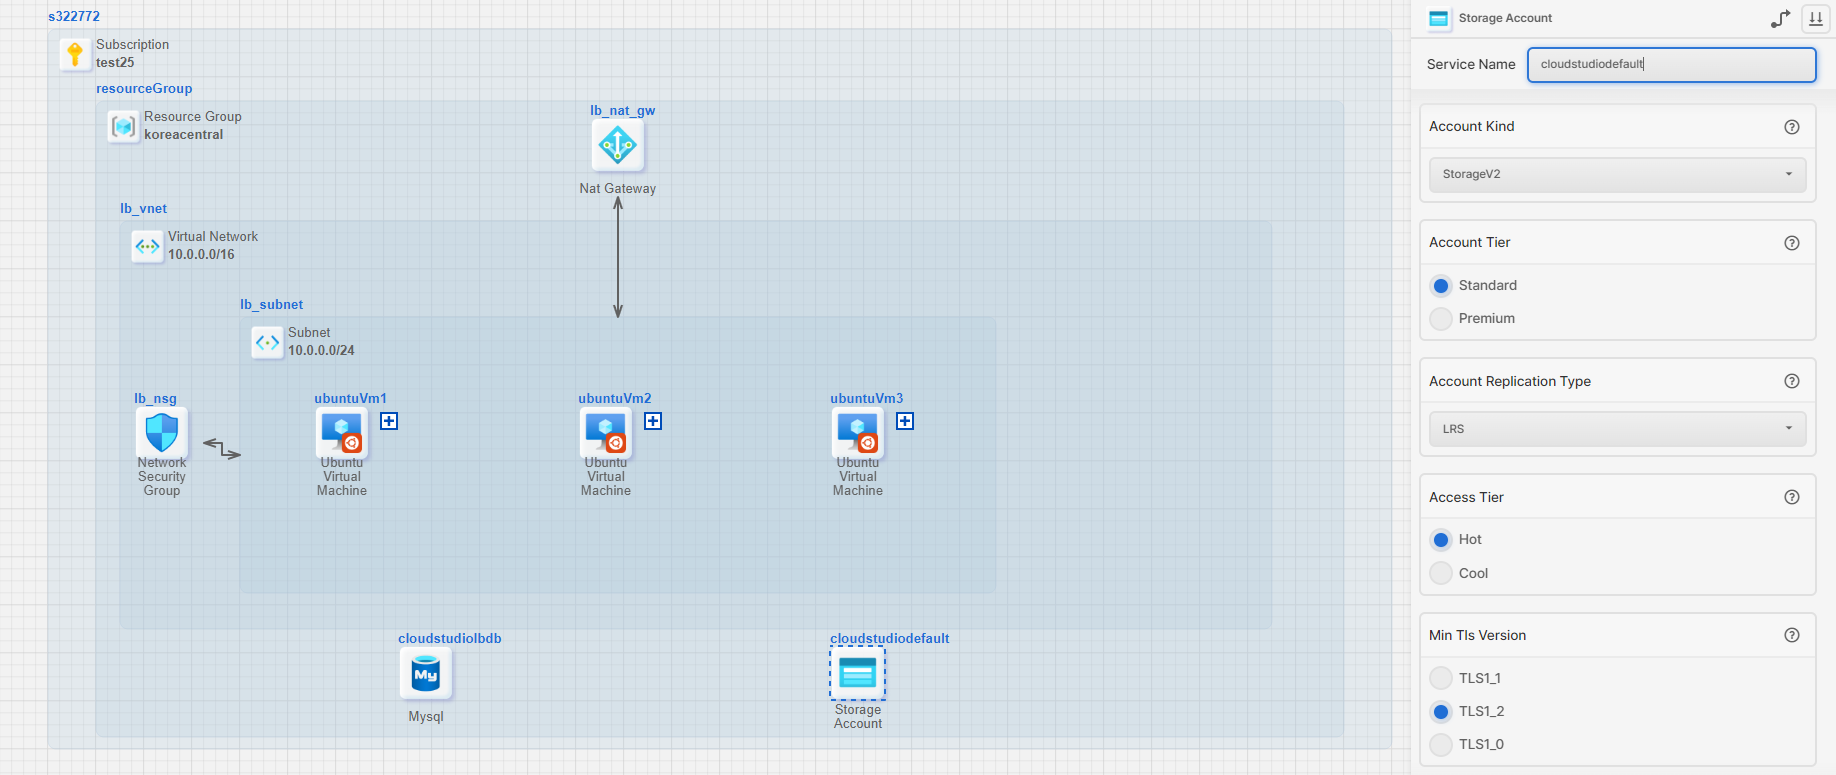 s322772
Subscription
test25
resourceGroup
Resource Group
koreacentral
lb_nat_gw
Nat Gateway
lb_vnet
Virtual Network
10.0.0.0/16
lb_subnet
Subnet
10.0.0.0/24
lb_nsg
Network
Security
Group
ubuntuVm1
Ubuntu
Virtual
Machine
ubuntuVm2
Ubuntu
Virtual
Machine
ubuntuVm3
Ubuntu
Virtual
Machine
cloudstudiolbdb
My
Mysql
cloudstudiodefault
Storage
Account
Storage Account
Service Name
cloudstudiodefault
Account Kind
?
StorageV2
Account Tier
?
Standard
Premium
Account Replication Type
?
LRS
Access Tier
?
Hot
Cool
Min Tls Version
?
TLS1_1
TLS1_2
TLS1_0